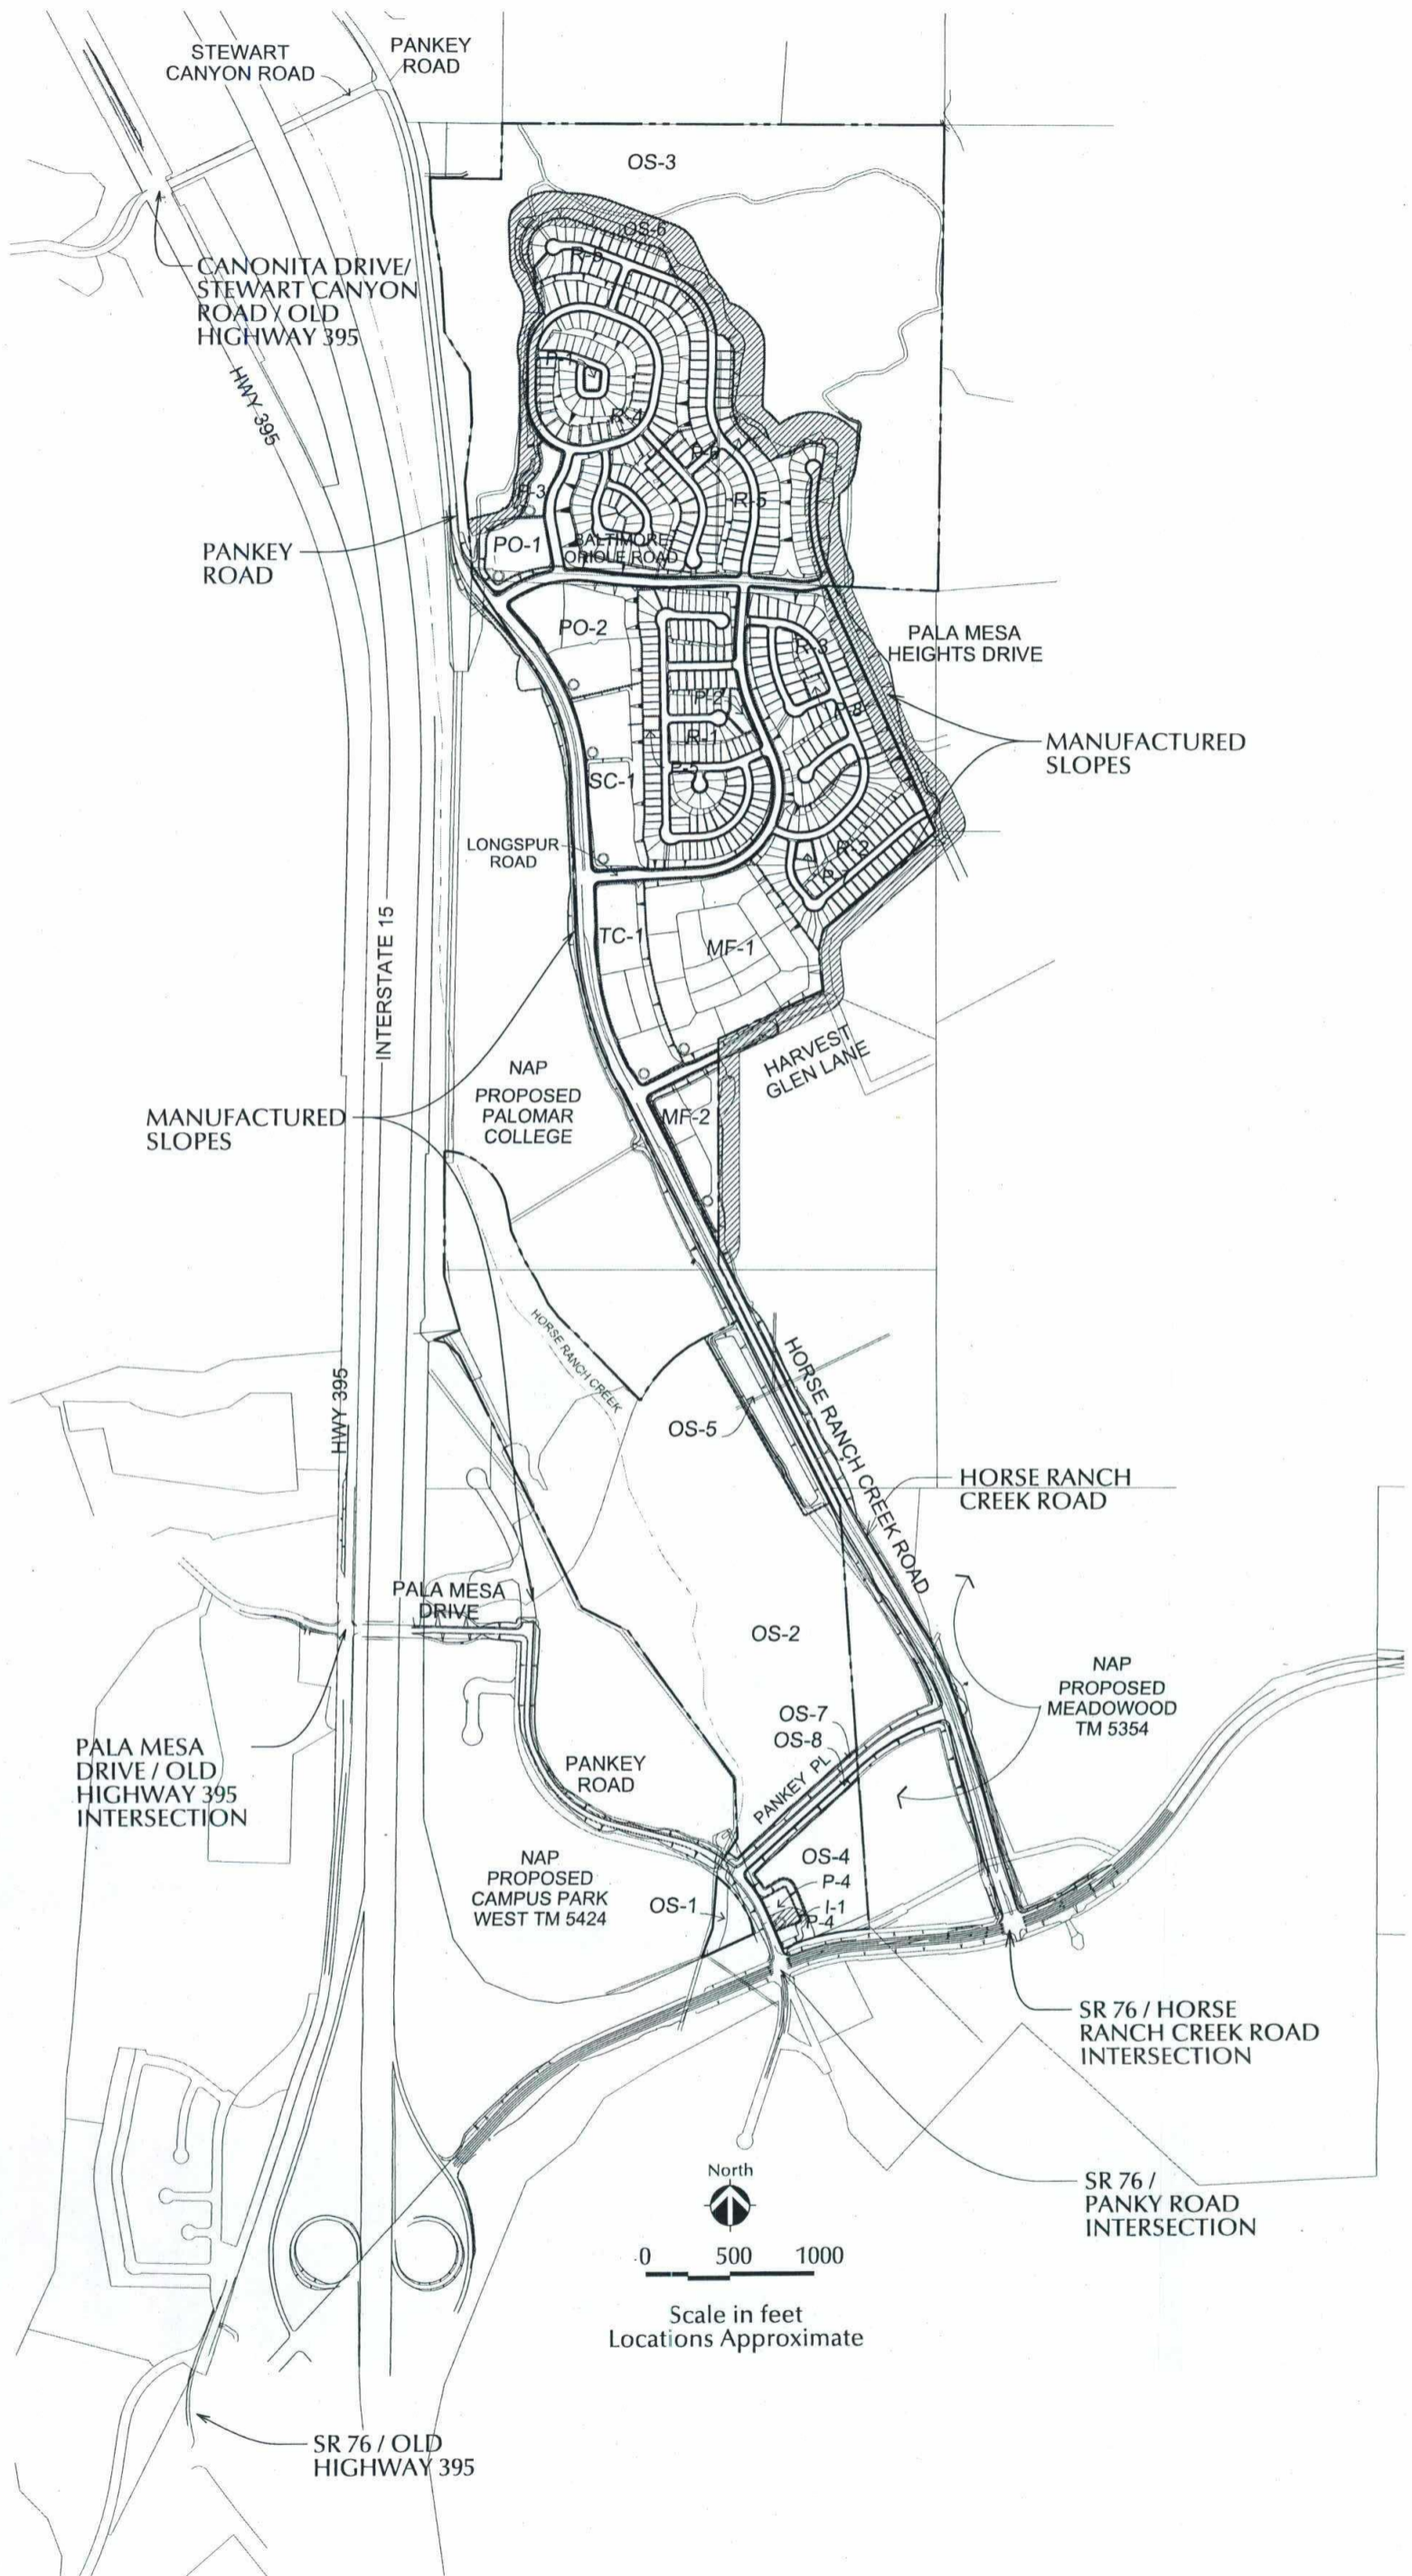 STEWART
CANYON ROAD
PANKEY
ROAD
OS-3
OS-6
CANONITA DRIVE/
STEWART CANYON
ROAD / OLD
HIGHWAY 395
HWY 395
R-4
R-5
PANKEY
ROAD
PO-1
BALTIMORE
ORIOLE ROAD
PO-2
R-3
PALA MESA
HEIGHTS DRIVE
P-2
P-8
R-1
MANUFACTURED
SLOPES
SC-1
LONGSPUR
ROAD
R-2
P-7
TC-1
MF-1
INTERSTATE 15
HARVEST
GLEN LANE
NAP
PROPOSED
PALOMAR
COLLEGE
MANUFACTURED
SLOPES
MF-2
HORSE RANCH CREEK
HORSE RANCH CREEK ROAD
HWY 395
OS-5
HORSE RANCH
CREEK ROAD
PALA MESA
DRIVE
OS-2
NAP
PROPOSED
MEADOWOOD
TM 5354
OS-7
OS-8
PALA MESA
DRIVE / OLD
HIGHWAY 395
INTERSECTION
PANKEY
ROAD
PANKEY PL
NAP
PROPOSED
CAMPUS PARK
WEST TM 5424
OS-4
P-4
OS-1
I-1
P-4
SR 76 / HORSE
RANCH CREEK ROAD
INTERSECTION
SR 76 /
PANKY ROAD
INTERSECTION
North
0 500 1000
Scale in feet
Locations Approximate
SR 76 / OLD
HIGHWAY 395